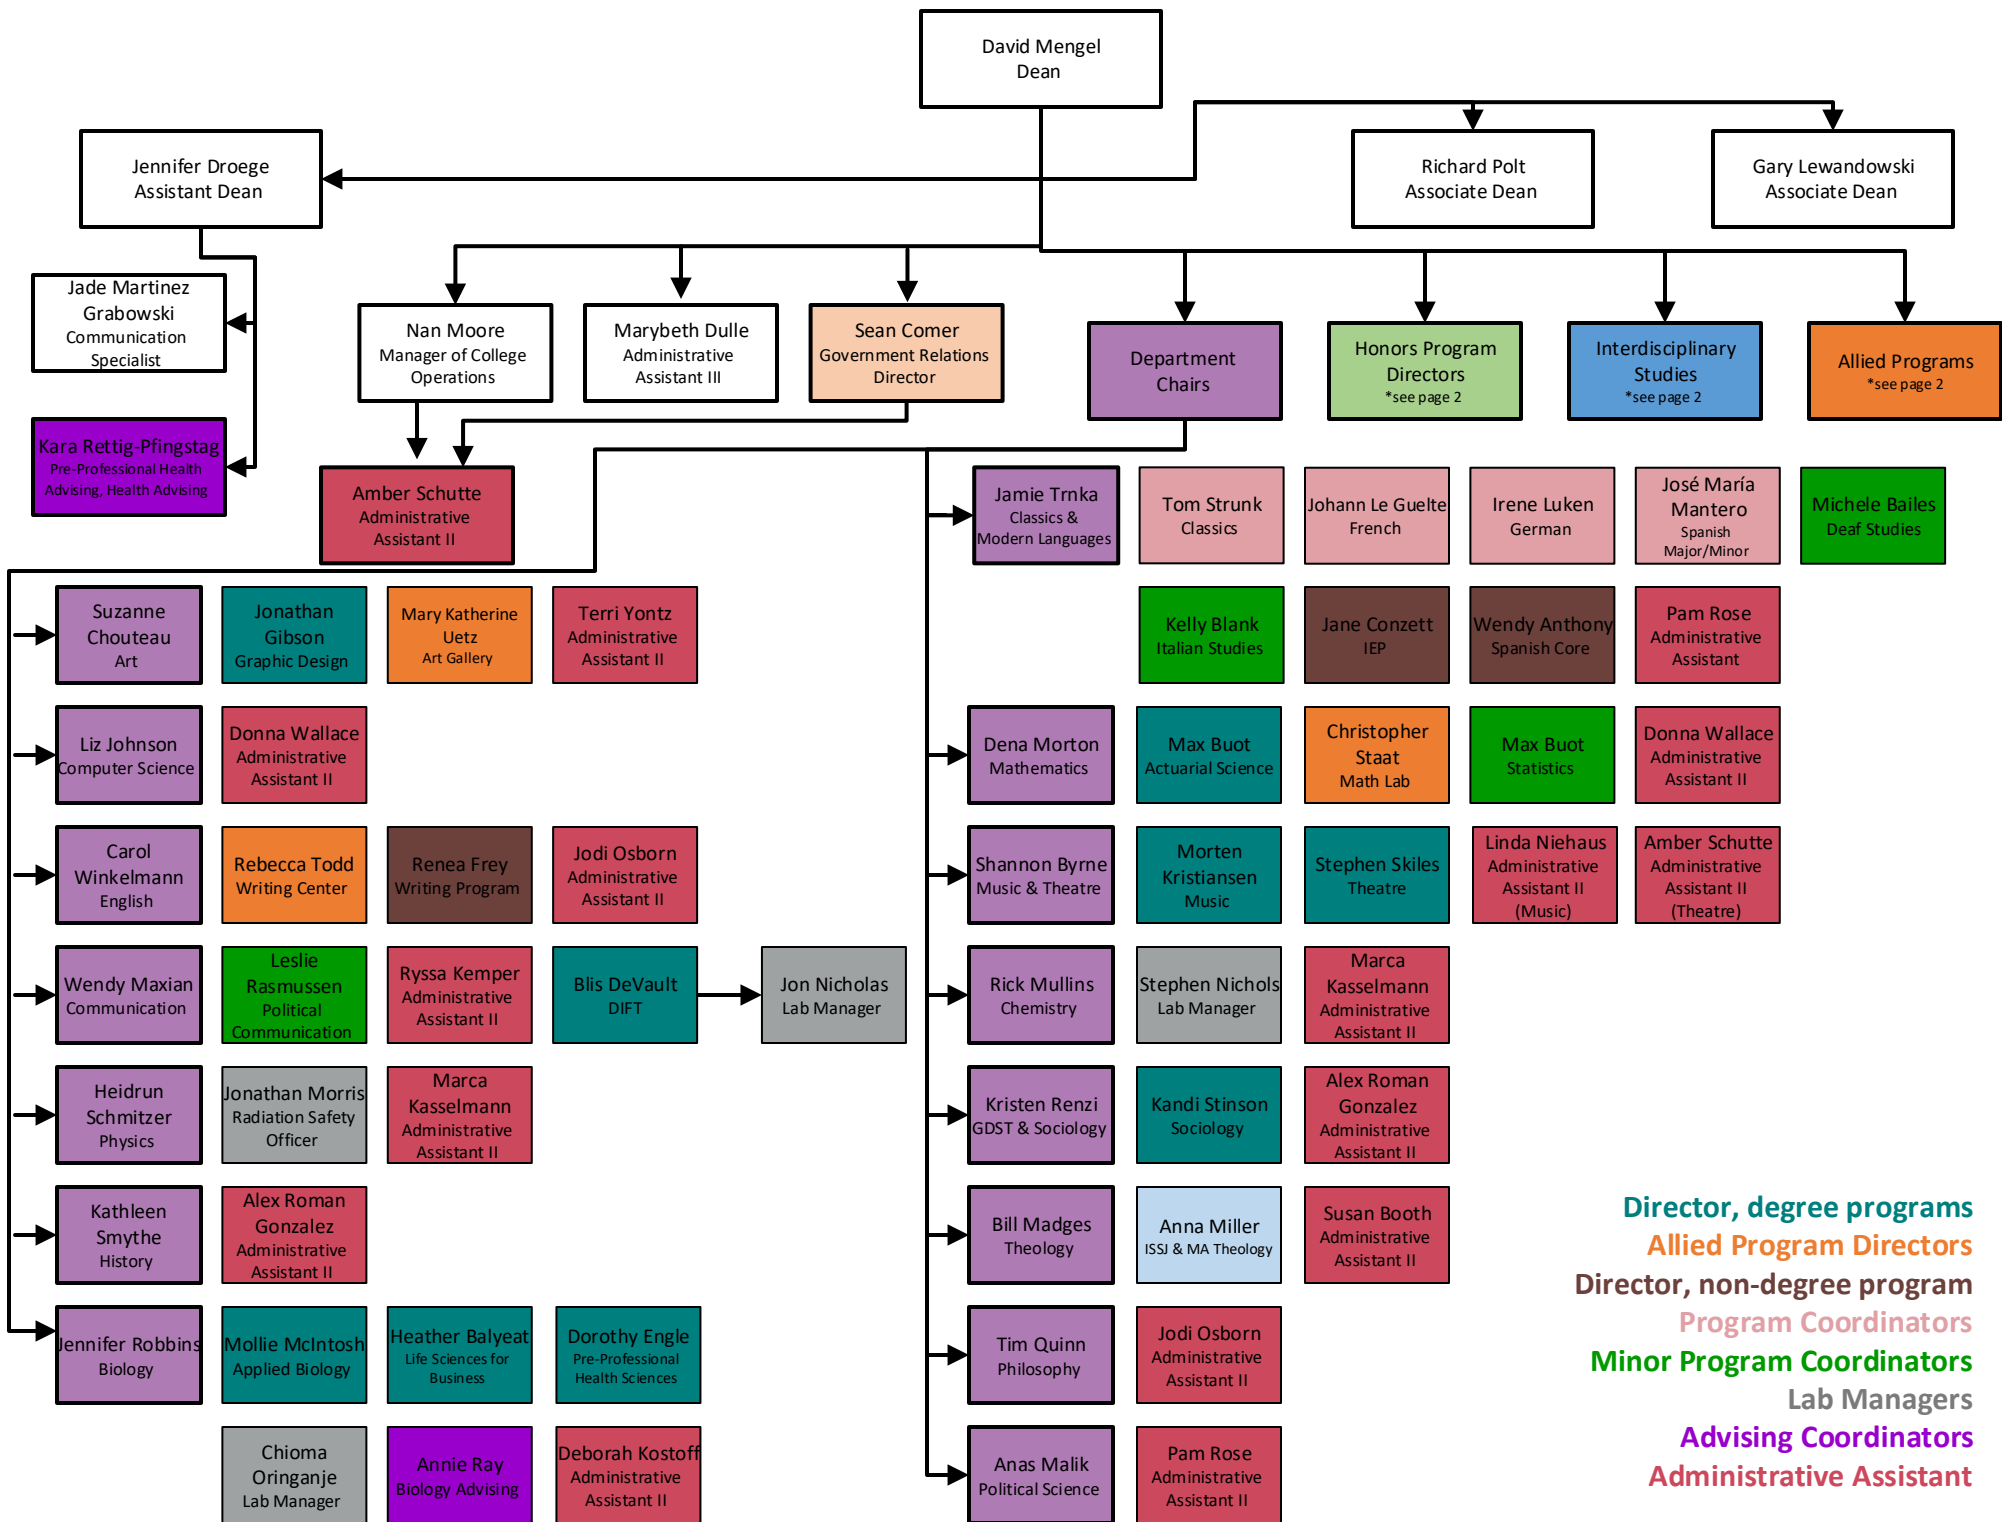 David Mengel
Dean
Jennifer Droege
Assistant Dean
Richard Polt
Associate Dean
Gary Lewandowski
Associate Dean
Jade Martinez
Grabowski
Communication
Specialist
Kara Rettig-Pfingstag
Pre-Professional Health
Advising, Health Advising
Nan Moore
Manager of College
Operations
Marybeth Dulle
Administrative
Assistant III
Sean Comer
Government Relations
Director
Department
Chairs
Honors Program
Directors
*see page 2
Interdisciplinary
Studies
*see page 2
Allied Programs
*see page 2
Amber Schutte
Administrative
Assistant II
Suzanne
Chouteau
Art
Jonathan
Gibson
Graphic Design
Mary Katherine
Uetz
Art Gallery
Terri Yontz
Administrative
Assistant II
Liz Johnson
Computer Science
Donna Wallace
Administrative
Assistant II
Carol
Winkelmann
English
Rebecca Todd
Writing Center
Renea Frey
Writing Program
Jodi Osborn
Administrative
Assistant II
Wendy Maxian
Communication
Leslie
Rasmussen
Political
Communication
Ryssa Kemper
Administrative
Assistant II
Blis DeVault
DIFT
Jon Nicholas
Lab Manager
Heidrun
Schmitzer
Physics
Jonathan Morris
Radiation Safety
Officer
Marca
Kasselmann
Administrative
Assistant II
Kathleen
Smythe
History
Alex Roman
Gonzalez
Administrative
Assistant II
Jennifer Robbins
Biology
Mollie McIntosh
Applied Biology
Heather Balyeat
Life Sciences for
Business
Dorothy Engle
Pre-Professional
Health Sciences
Chioma
Oringanje
Lab Manager
Annie Ray
Biology Advising
Deborah Kostoff
Administrative
Assistant II
Jamie Trnka
Classics &
Modern Languages
Tom Strunk
Classics
Johann Le Guelte
French
Irene Luken
German
José María
Mantero
Spanish
Major/Minor
Michele Bailes
Deaf Studies
Kelly Blank
Italian Studies
Jane Conzett
IEP
Wendy Anthony
Spanish Core
Pam Rose
Administrative
Assistant
Dena Morton
Mathematics
Max Buot
Actuarial Science
Christopher
Staat
Math Lab
Max Buot
Statistics
Donna Wallace
Administrative
Assistant II
Shannon Byrne
Music & Theatre
Morten
Kristiansen
Music
Stephen Skiles
Theatre
Linda Niehaus
Administrative
Assistant II
(Music)
Amber Schutte
Administrative
Assistant II
(Theatre)
Rick Mullins
Chemistry
Stephen Nichols
Lab Manager
Marca
Kasselmann
Administrative
Assistant II
Kristen Renzi
GDST & Sociology
Kandi Stinson
Sociology
Alex Roman
Gonzalez
Administrative
Assistant II
Bill Madges
Theology
Anna Miller
ISSJ & MA Theology
Susan Booth
Administrative
Assistant II
Tim Quinn
Philosophy
Jodi Osborn
Administrative
Assistant II
Anas Malik
Political Science
Pam Rose
Administrative
Assistant II
Director, degree programs
Allied Program Directors
Director, non-degree program
Program Coordinators
Minor Program Coordinators
Lab Managers
Advising Coordinators
Administrative Assistant